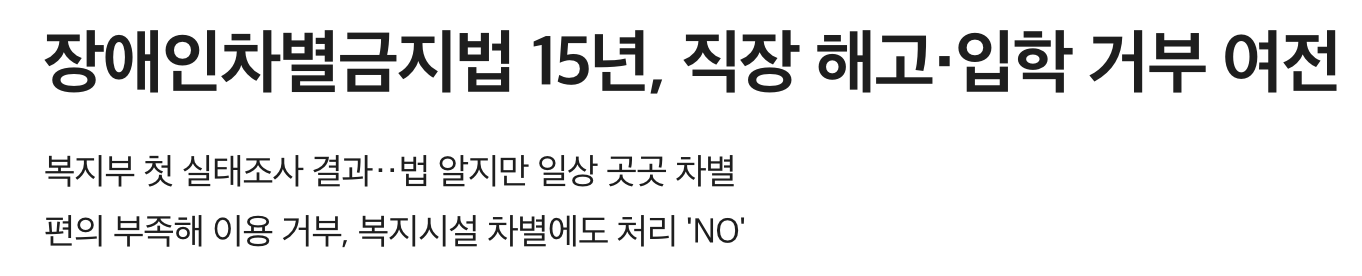 장애인차별금지법 15년, 직장 해고·입학 거부 여전
복지부 첫 실태조사 결과··법 알지만 일상 곳곳 차별
편의 부족해 이용 거부, 복지시설 차별에도 처리 'NO'